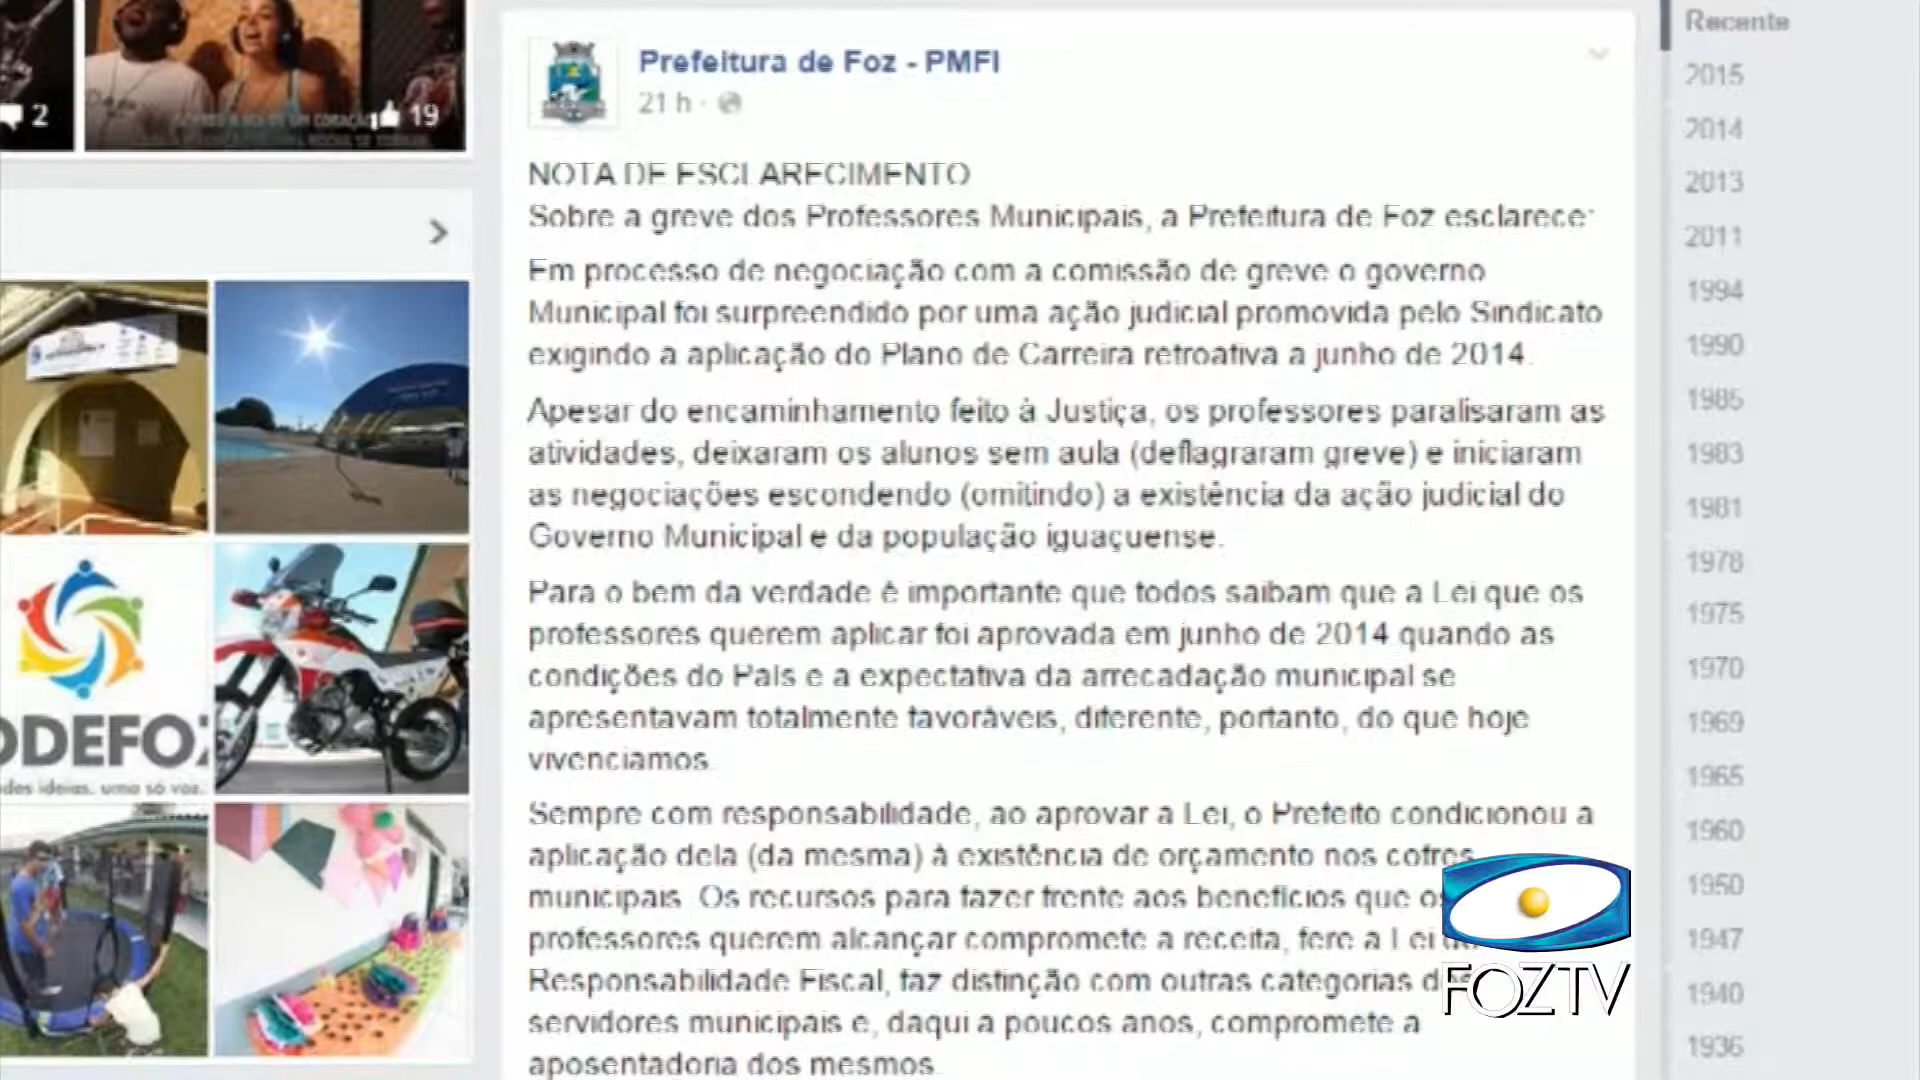 2
19
Prefeitura de Foz - PMFI
21 h ·
NOTA DE ESCLARECIMENTO
Sobre a greve dos Professores Municipais, a Prefeitura de Foz esclarece:
Em processo de negociação com a comissão de greve o governo
Municipal foi surpreendido por uma ação judicial promovida pelo Sindicato
exigindo a aplicação do Plano de Carreira retroativa a junho de 2014.
Apesar do encaminhamento feito à Justiça, os professores paralisaram as
atividades, deixaram os alunos sem aula (deflagraram greve) e iniciaram
as negociações escondendo (omitindo) a existência da ação judicial do
Governo Municipal e da população iguaçuense.
Para o bem da verdade é importante que todos saibam que a Lei que os
professores querem aplicar foi aprovada em junho de 2014 quando as
condições do País e a expectativa da arrecadação municipal se
apresentavam totalmente favoráveis, diferente, portanto, do que hoje
vivenciamos.
Sempre com responsabilidade, ao aprovar a Lei, o Prefeito condicionou a
aplicação dela (da mesma) à existência de orçamento nos cofres
municipais. Os recursos para fazer frente aos benefícios que os
professores querem alcançar compromete a receita, fere a Lei de
Responsabilidade Fiscal, faz distinção com outras categorias de
servidores municipais e, daqui a poucos anos, compromete a
aposentadoria dos mesmos.
ODEFOZ
des ideias, uma só voz.
Recente
2015
2014
2013
2011
1994
1990
1985
1983
1981
1978
1975
1970
1969
1965
1960
1950
1947
1940
1936
FOZTV